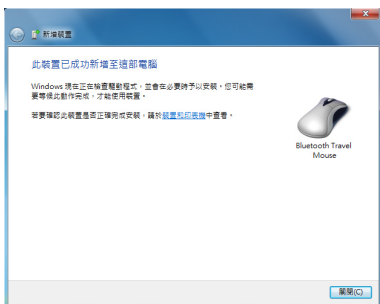 新增裝置
此裝置已成功新增至這部電腦
Windows 現在正在檢查驅動程式，並會在必要時予以安裝。您可能需
要等候此動作完成，才能使用裝置。
若要確認此裝置是否正確完成安裝，請於裝置和印表機中查看。
Bluetooth Travel
Mouse
關閉(C)